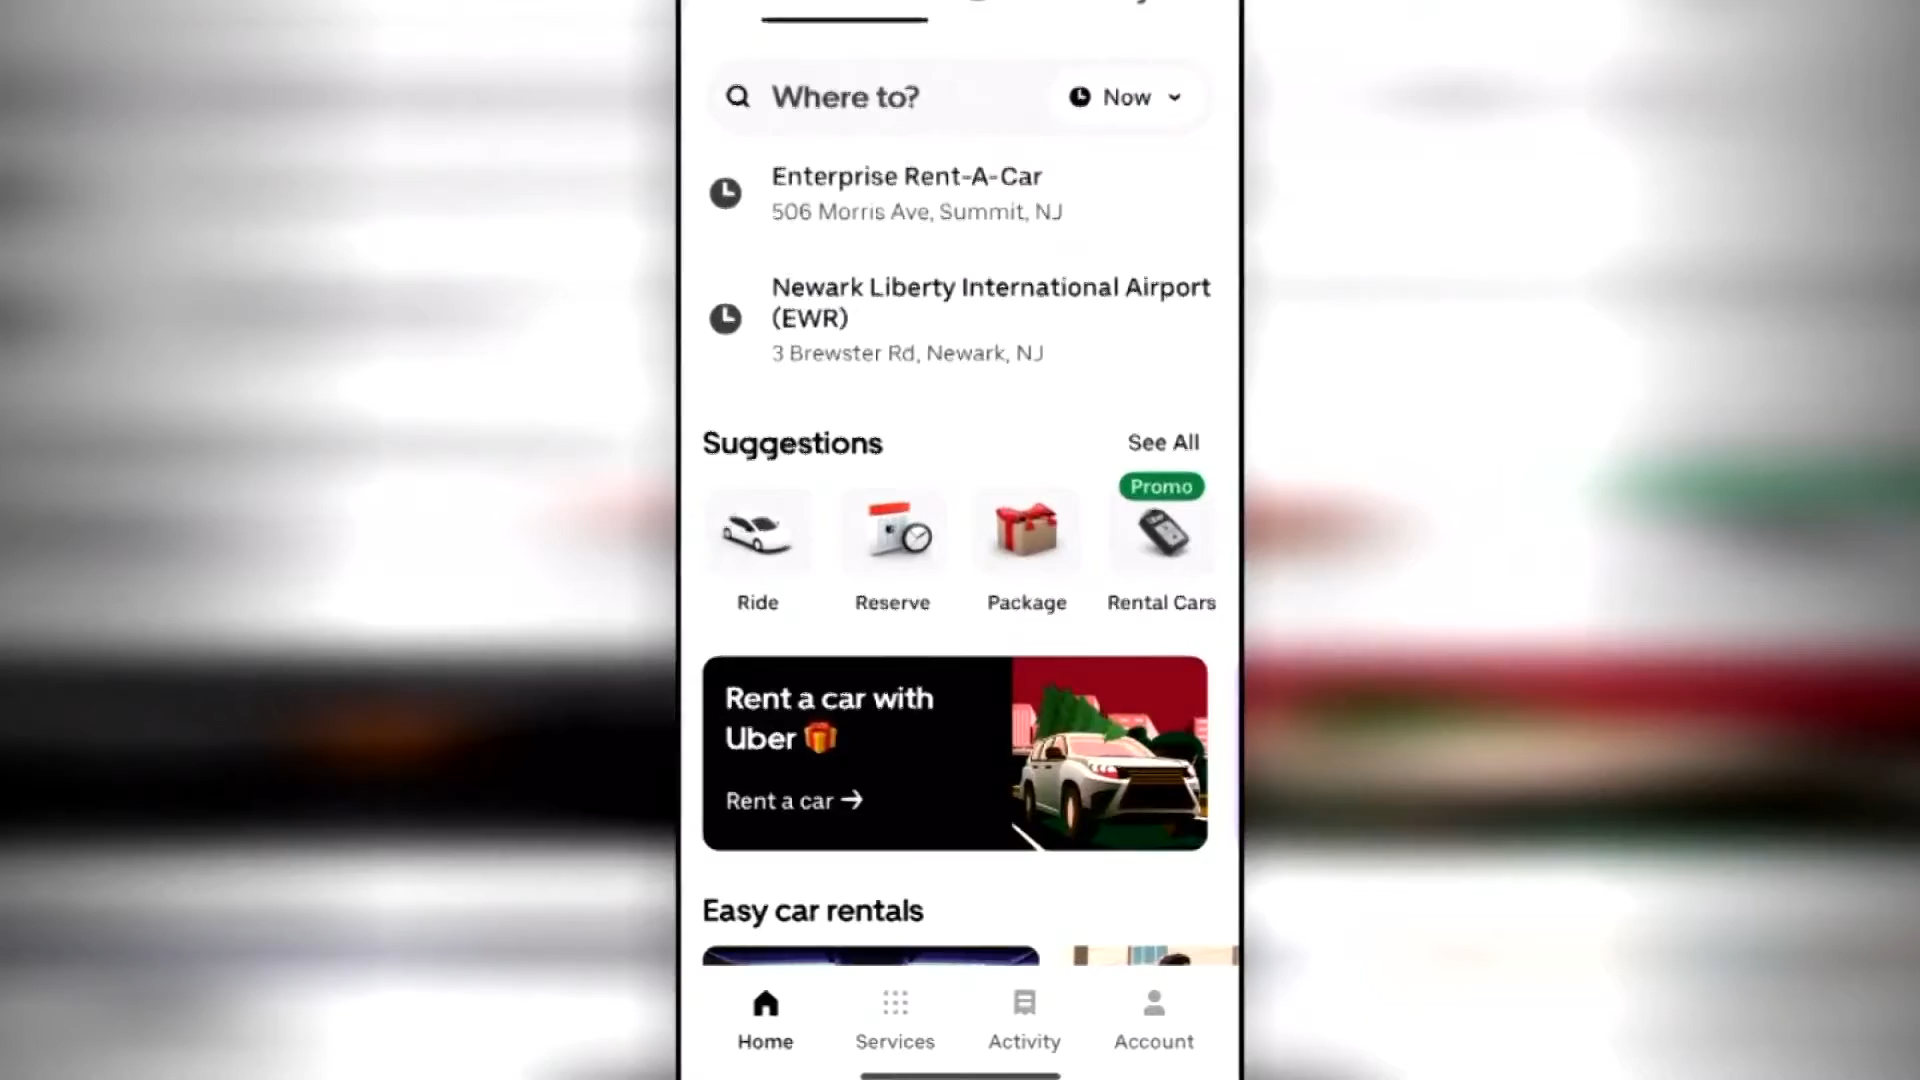 Where to?
Now
Enterprise Rent-A-Car
506 Morris Ave, Summit, NJ
Newark Liberty International Airport
(EWR)
3 Brewster Rd, Newark, NJ
Suggestions
See All
Promo
Ride
Reserve
Package
Rental Cars
Rent a car with
Uber
Rent a car →
Easy car rentals
Home
Services
Activity
Account